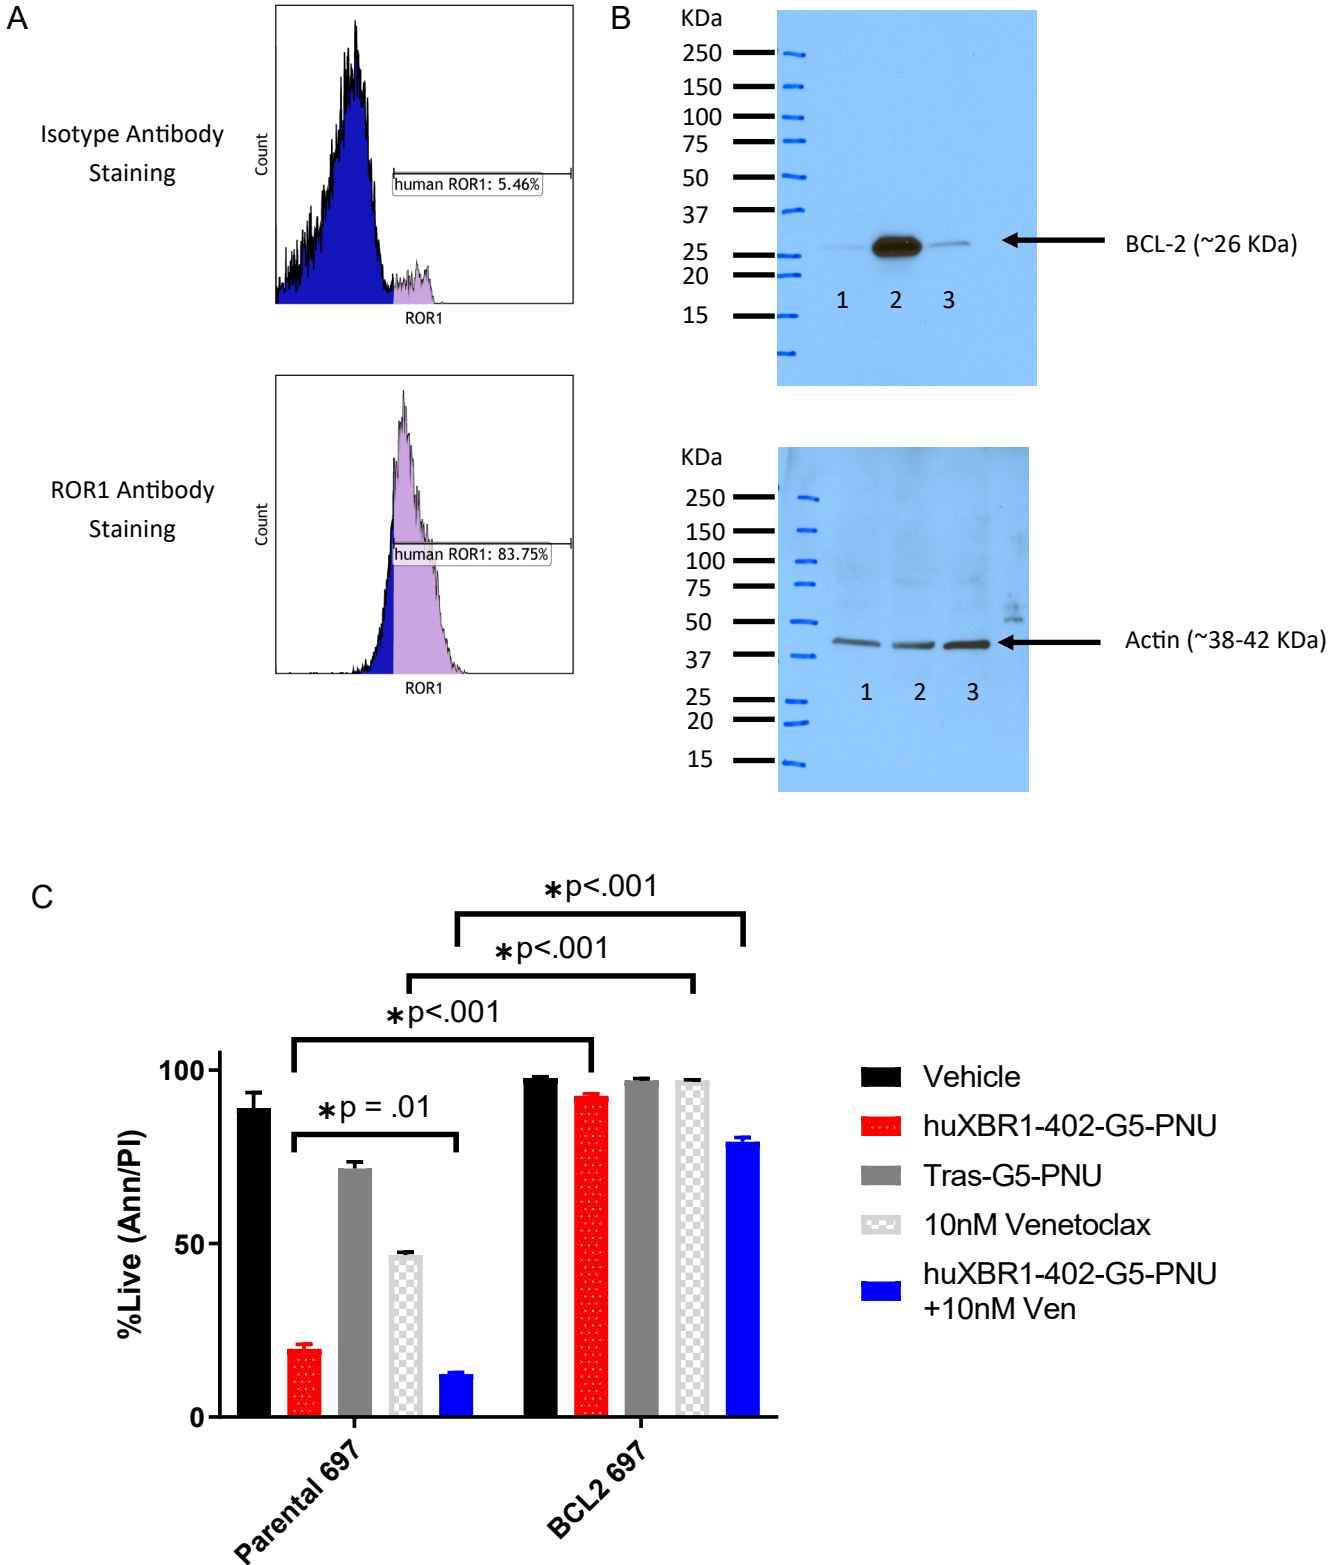 A
Isotype Antibody
Staining
Count
human ROR1: 5.46%
ROR1
ROR1 Antibody
Staining
Count
human ROR1: 83.75%
ROR1
B
KDa
250
150
100
75
50
37
25
20
15
1 2 3
BCL-2 (~26 KDa)
KDa
250
150
100
75
50
37
25
20
15
1 2 3
Actin (~38-42 KDa)
C
*p<.001
*p<.001
*p<.001
*p = .01
%Live (Ann/PI)
100
50
0
Parental 697
BCL2 697
Vehicle
huXBR1-402-G5-PNU
Tras-G5-PNU
10nM Venetoclax
huXBR1-402-G5-PNU
+10nM Ven